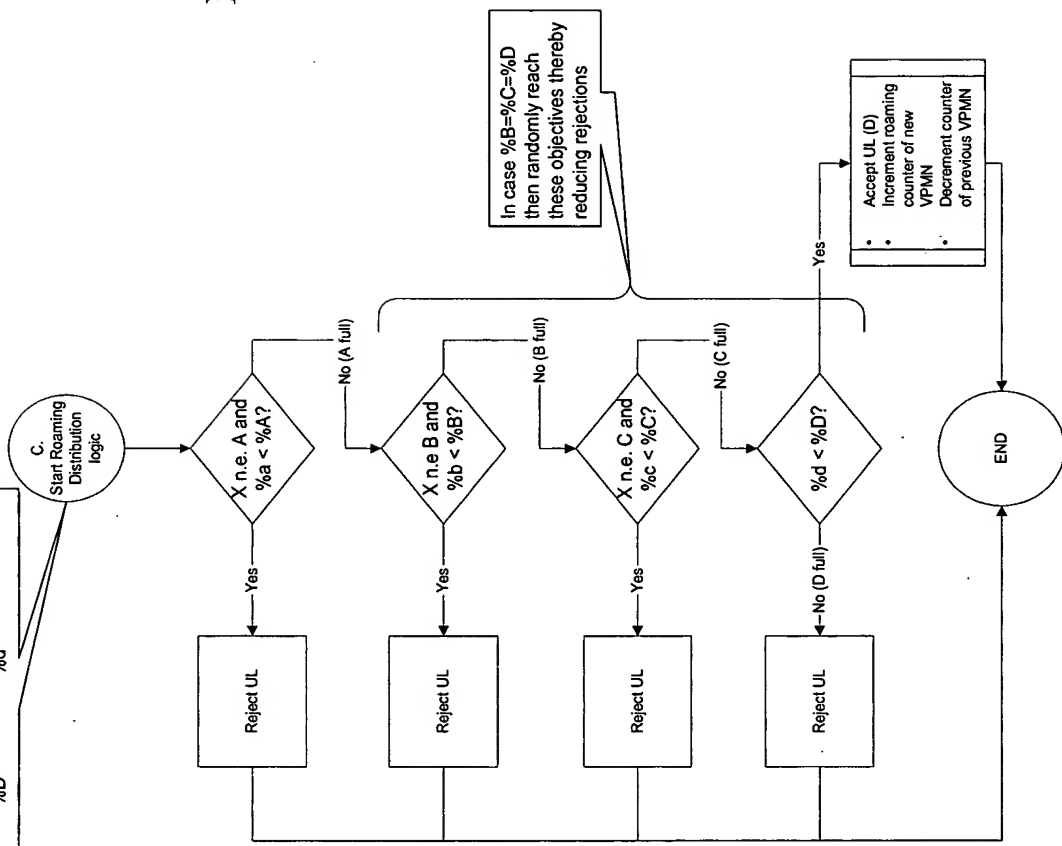 %D
%d
C.
Start Roaming
Distribution
logic
X n.e. A and
%a < %A?
Yes
Reject UL
No (A full)
X n.e B and
%b < %B?
Yes
Reject UL
No (B full)
X n.e. C and
%c < %C?
Yes
Reject UL
No (C full)
%d < %D?
No (D full)
Reject UL
Yes
In case %B=%C=%D
then randomly reach
these objectives thereby
reducing rejections
• Accept UL (D)
• Increment roaming
counter of new
VPMN
• Decrement counter
of previous VPMN
END